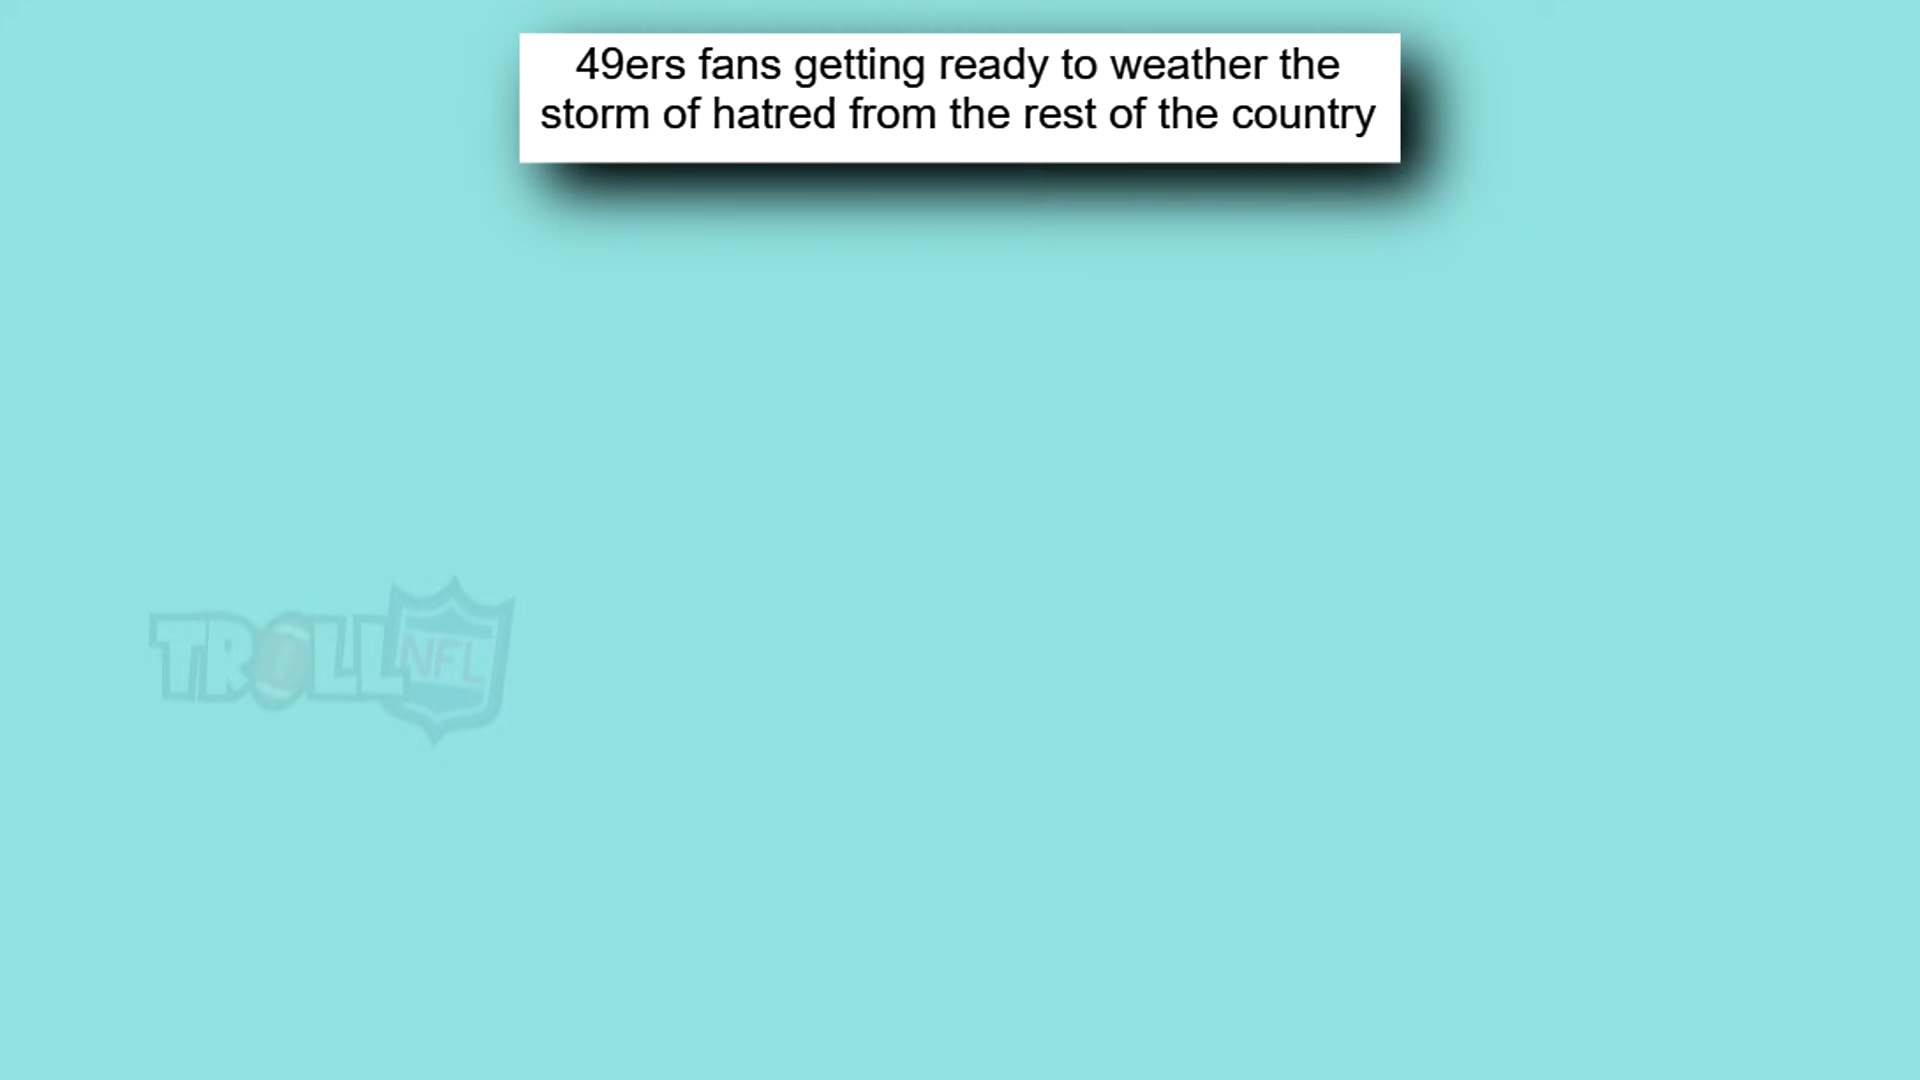 49ers fans getting ready to weather the
storm of hatred from the rest of the country
TROLL NFL